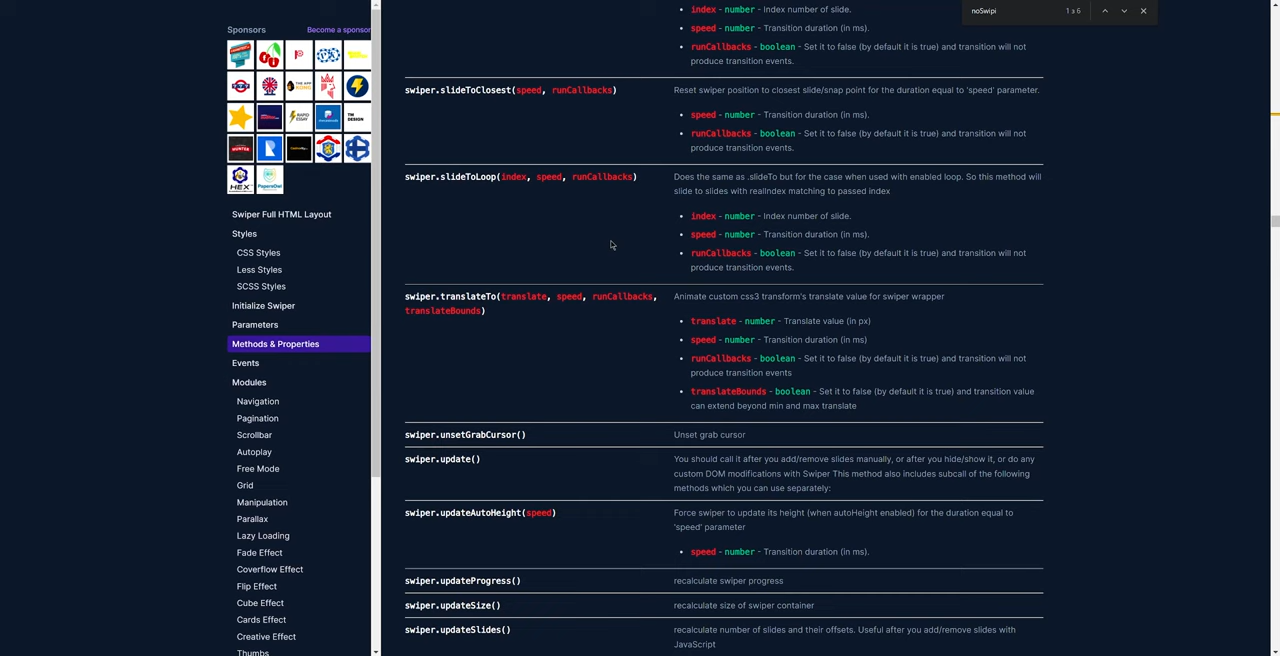 noSwipi
1 з 6
Sponsors
Become a sponsor
HUNTER
RAPID ESSAY
TM DESIGN
HEX
PapersOwl
Swiper Full HTML Layout
Styles
CSS Styles
Less Styles
SCSS Styles
Initialize Swiper
Parameters
Methods & Properties
Events
Modules
Navigation
Pagination
Scrollbar
Autoplay
Free Mode
Grid
Manipulation
Parallax
Lazy Loading
Fade Effect
Coverflow Effect
Flip Effect
Cube Effect
Cards Effect
Creative Effect
Thumbs
index - number - Index number of slide.
speed - number - Transition duration (in ms).
runCallbacks - boolean - Set it to false (by default it is true) and transition will not
produce transition events.
swiper.slideToClosest(speed, runCallbacks)
Reset swiper position to closest slide/snap point for the duration equal to 'speed' parameter.
speed - number - Transition duration (in ms).
runCallbacks - boolean - Set it to false (by default it is true) and transition will not
produce transition events.
swiper.slideToLoop(index, speed, runCallbacks)
Does the same as .slideTo but for the case when used with enabled loop. So this method will
slide to slides with realIndex matching to passed index
index - number - Index number of slide.
speed - number - Transition duration (in ms).
runCallbacks - boolean - Set it to false (by default it is true) and transition will not
produce transition events.
swiper.translateTo(translate, speed, runCallbacks,
translateBounds)
Animate custom css3 transform's translate value for swiper wrapper
translate - number - Translate value (in px)
speed - number - Transition duration (in ms)
runCallbacks - boolean - Set it to false (by default it is true) and transition will not
produce transition events
translateBounds - boolean - Set it to false (by default it is true) and transition value
can extend beyond min and max translate
swiper.unsetGrabCursor()
Unset grab cursor
swiper.update()
You should call it after you add/remove slides manually, or after you hide/show it, or do any
custom DOM modifications with Swiper This method also includes subcall of the following
methods which you can use separately:
swiper.updateAutoHeight(speed)
Force swiper to update its height (when autoHeight enabled) for the duration equal to
'speed' parameter
speed - number - Transition duration (in ms).
swiper.updateProgress()
recalculate swiper progress
swiper.updateSize()
recalculate size of swiper container
swiper.updateSlides()
recalculate number of slides and their offsets. Useful after you add/remove slides with
JavaScript